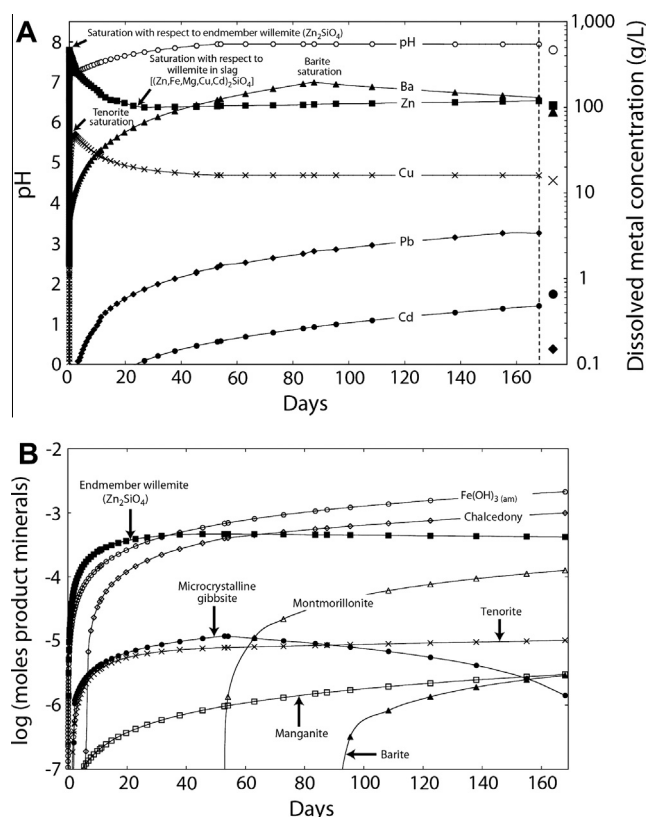 A
Saturation with respect to endmember willemite (Zn2SiO4)
Saturation with respect to
willemite in slag
[(Zn,Fe,Mg,Cu,Cd)2SiO4]
Tenorite
saturation
Barite
saturation
pH
Ba
Zn
Cu
Pb
Cd
pH
8
7
6
5
4
3
2
1
0
1,000
100
10
1
0.1
Dissolved metal concentration (g/L)
0 20 40 60 80 100 120 140 160
Days
B
log (moles product minerals)
-2
-3
-4
-5
-6
-7
Endmember willemite
(Zn2SiO4)
Fe(OH)3 (am)
Chalcedony
Microcrystalline
gibbsite
Montmorillonite
Tenorite
Manganite
Barite
0 20 40 60 80 100 120 140 160
Days